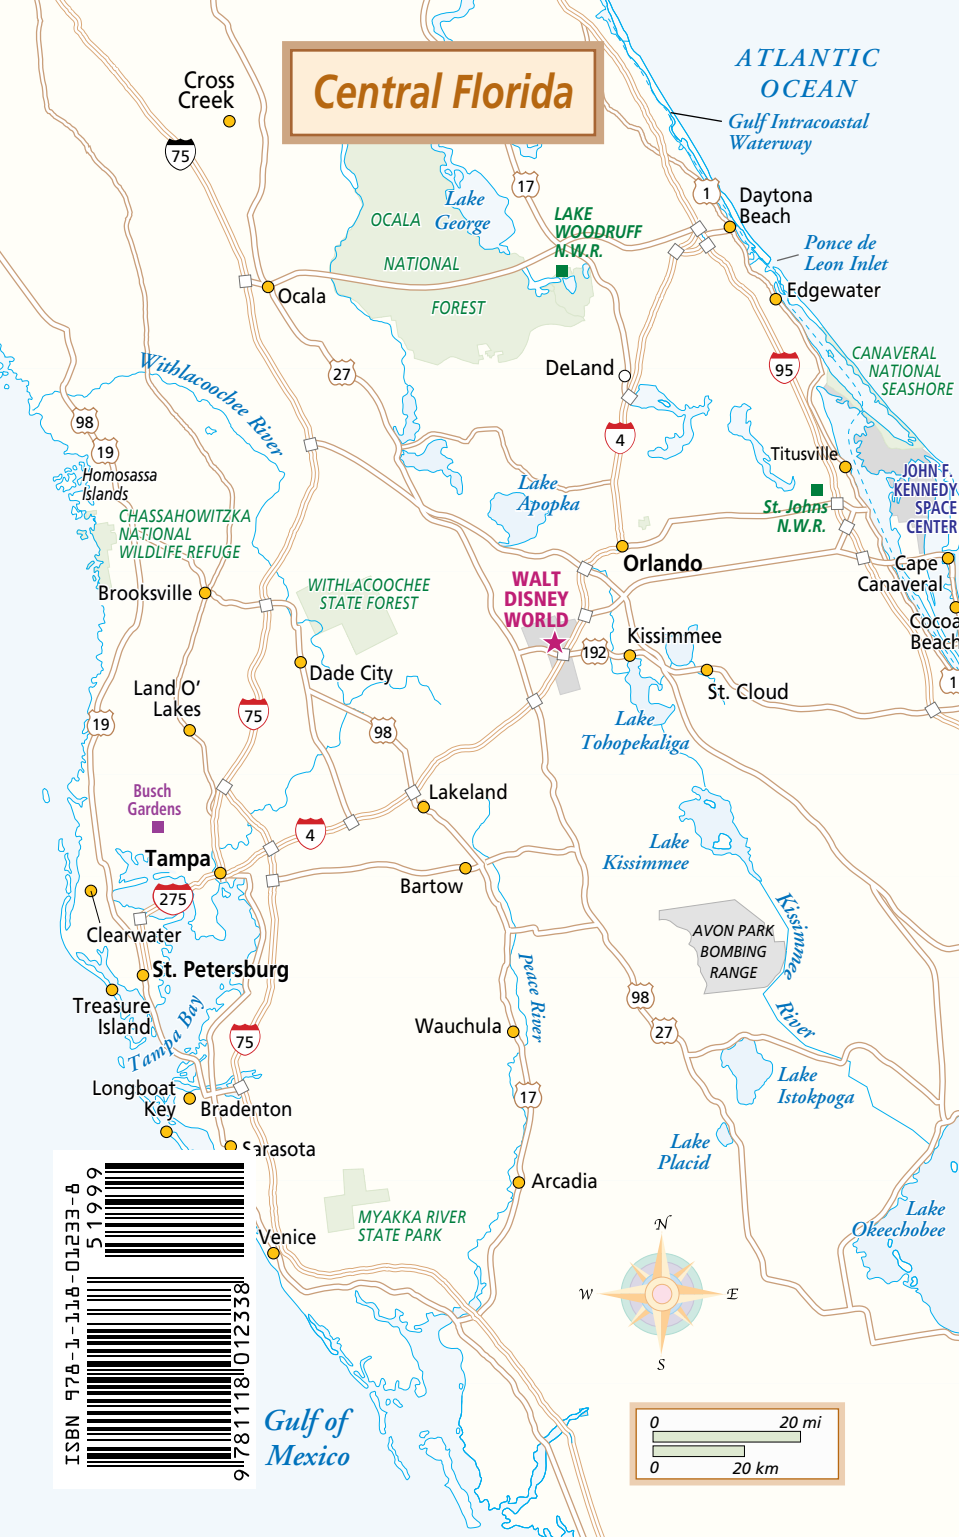 Central Florida
ATLANTIC
OCEAN
Gulf Intracoastal
Waterway
Cross
Creek
75
17
1
Daytona
Beach
Lake
George
LAKE
WOODRUFF
N.W.R.
OCALA
NATIONAL
FOREST
Ponce de
Leon Inlet
Edgewater
Ocala
27
DeLand
95
CANAVERAL
NATIONAL
SEASHORE
Withlacoochee River
98
19
4
Homosassa
Islands
Titusville
JOHN F.
KENNEDY
SPACE
CENTER
Lake
Apopka
St. Johns
N.W.R.
CHASSAHOWITZKA
NATIONAL
WILDLIFE REFUGE
Orlando
Cape
Canaveral
WALT
DISNEY
WORLD
WITHLACOOCHEE
STATE FOREST
Brooksville
Cocoa
Beach
Kissimmee
192
Dade City
St. Cloud
1
Land O’
Lakes
19
75
98
Lake
Tohopekaliga
Busch
Gardens
Lakeland
4
Lake
Kissimmee
Tampa
275
Bartow
Clearwater
Kissimmee
River
AVON PARK
BOMBING
RANGE
St. Petersburg
Treasure
Island
Tampa Bay
Peace River
98
27
Wauchula
75
Longboat
Key
Bradenton
17
Lake
Istokpoga
Sarasota
Lake
Placid
Arcadia
MYAKKA RIVER
STATE PARK
Lake
Okeechobee
Venice
N
W
E
S
Gulf of
Mexico
0 20 mi
0 20 km
51999
ISBN 978-1-118-01233-8
9 781118 012338